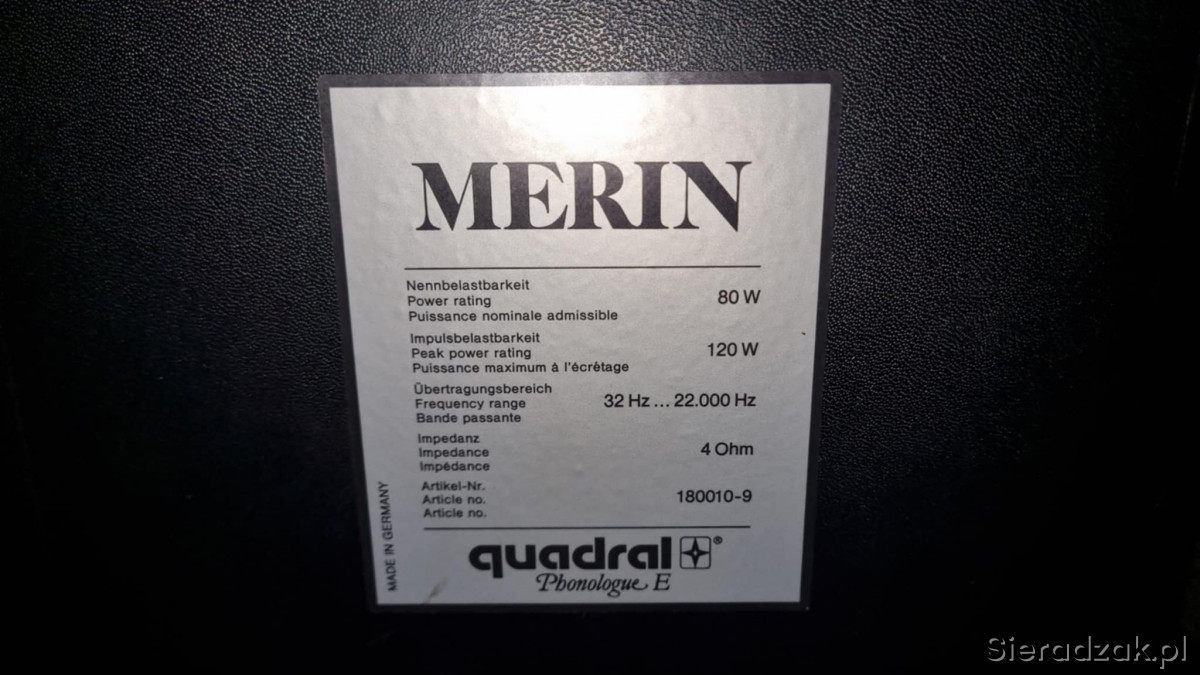 MERIN
Nennbelastbarkeit
Power rating
Puissance nominale admissible
80 W
Impulsbelastbarkeit
Peak power rating
Puissance maximum à l'écrétage
120 W
Übertragungsbereich
Frequency range
Bande passante
32 Hz ... 22.000 Hz
Impedanz
Impedance
Impédance
4 Ohm
Artikel-Nr.
Article no.
Article no.
180010-9
MADE IN GERMANY
quadral ®
Phonologue E
Sieradzak.pl